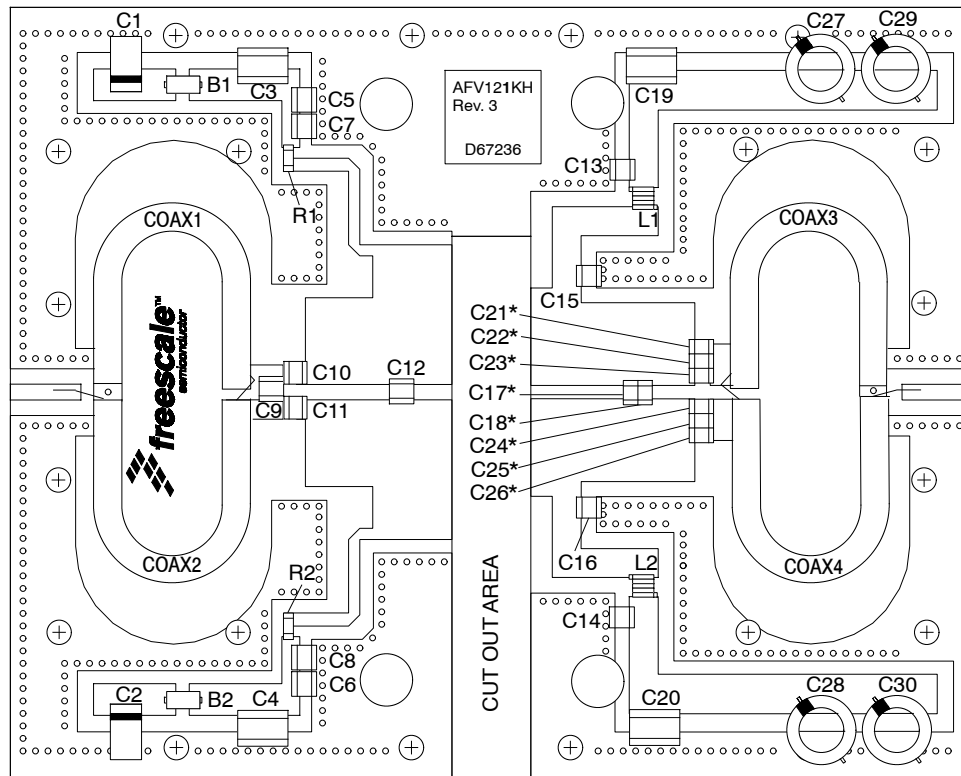 C1
C27
C29
B1
C3
C5
C7
C19
AFV121KH
Rev. 3
D67236
C13
R1
L1
COAX1
COAX3
C15
freescale™
semiconductor
C21*
C22*
C23*
C10
C12
C17*
C9
C11
C18*
C24*
C25*
C26*
C16
COAX2
COAX4
R2
L2
C14
CUT OUT AREA
C8
C6
C2
B2
C4
C20
C28
C30